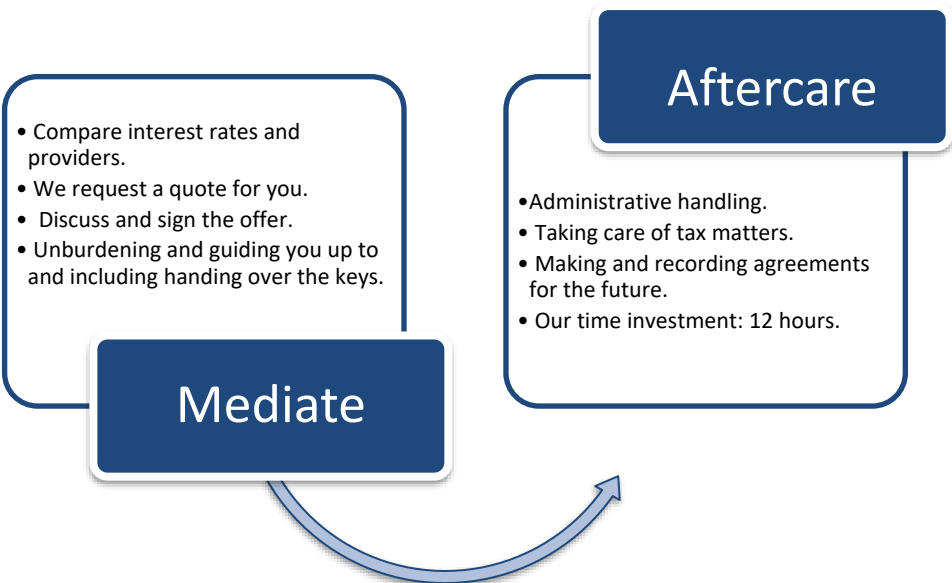 • Compare interest rates and
providers.
• We request a quote for you.
• Discuss and sign the offer.
• Unburdening and guiding you up to
and including handing over the keys.
Mediate
Aftercare
•Administrative handling.
• Taking care of tax matters.
• Making and recording agreements
for the future.
• Our time investment: 12 hours.